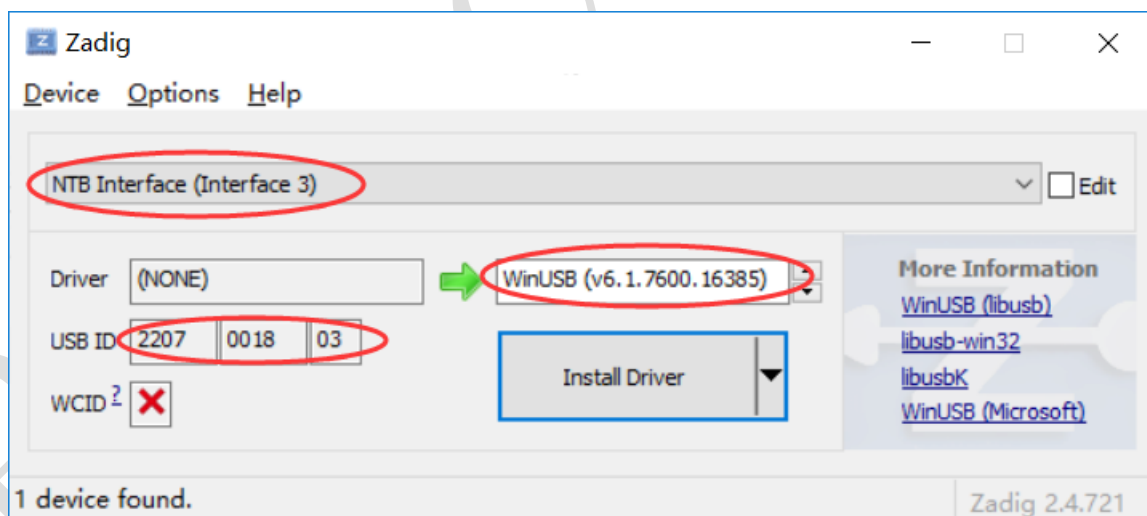 Zadig
Device Options Help
NTB Interface (Interface 3)
Edit
Driver (NONE) WinUSB (v6.1.7600.16385)
USB ID 2207 0018 03
WCID ?
Install Driver
More Information
WinUSB (libusb)
libusb-win32
libusbK
WinUSB (Microsoft)
1 device found.
Zadig 2.4.721